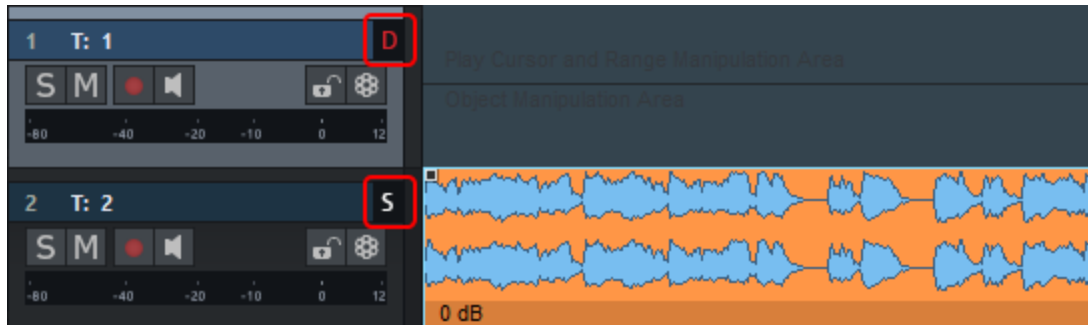 1 T: 1 D
Play Cursor and Range Manipulation Area
S M
Object Manipulation Area
-80 -40 -20 -10 0 12
2 T: 2 S
S M
-80 -40 -20 -10 0 12
0 dB